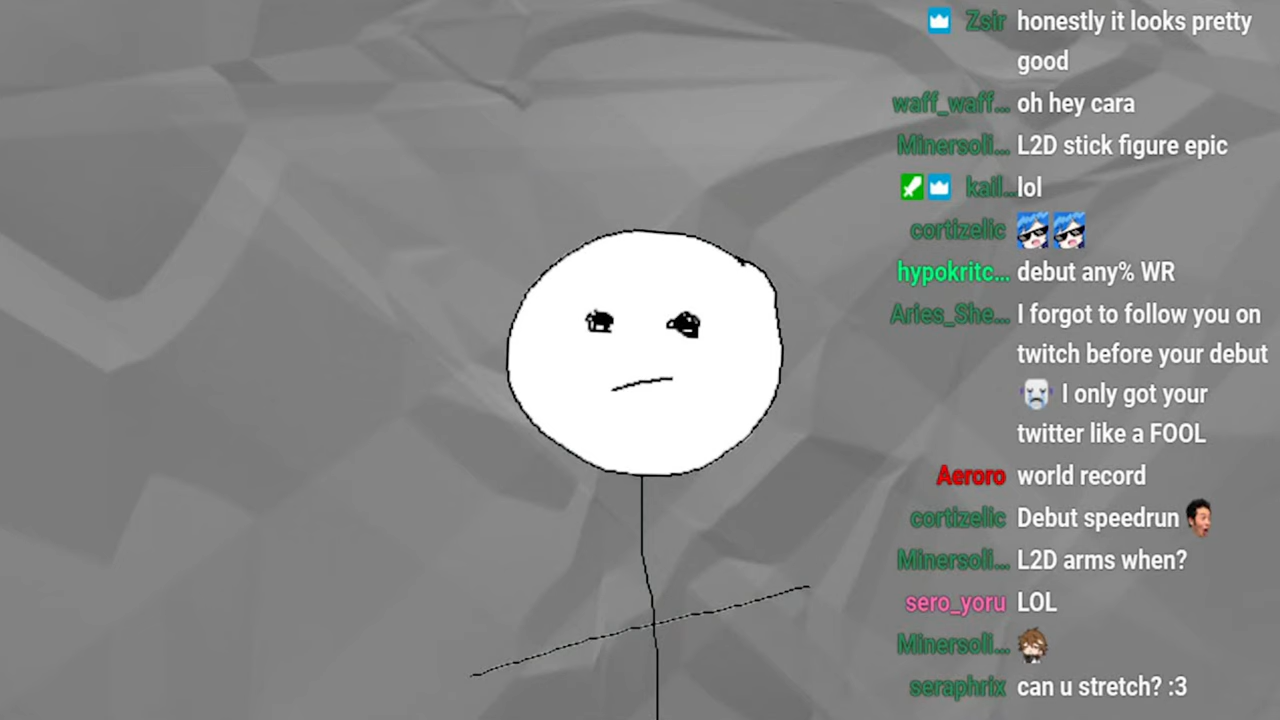 Zsir honestly it looks pretty
good
waff_waff... oh hey cara
Minersoli... L2D stick figure epic
kail... lol
cortizelic
hypokritc... debut any% WR
Aries_She... I forgot to follow you on
twitch before your debut
I only got your
twitter like a FOOL
Aeroro world record
cortizelic Debut speedrun
Minersoli... L2D arms when?
sero_yoru LOL
Minersoli...
seraphrix can u stretch? :3